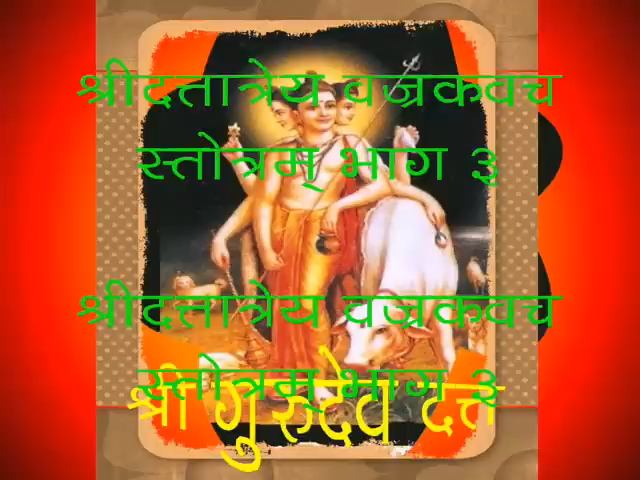 श्रीदत्तात्रेय वज्रकवच
स्तोत्रम् भाग ३
श्रीदत्तात्रेय वज्रकवच
स्तोत्रम् भाग ३
श्री गुरुदेव दत्त